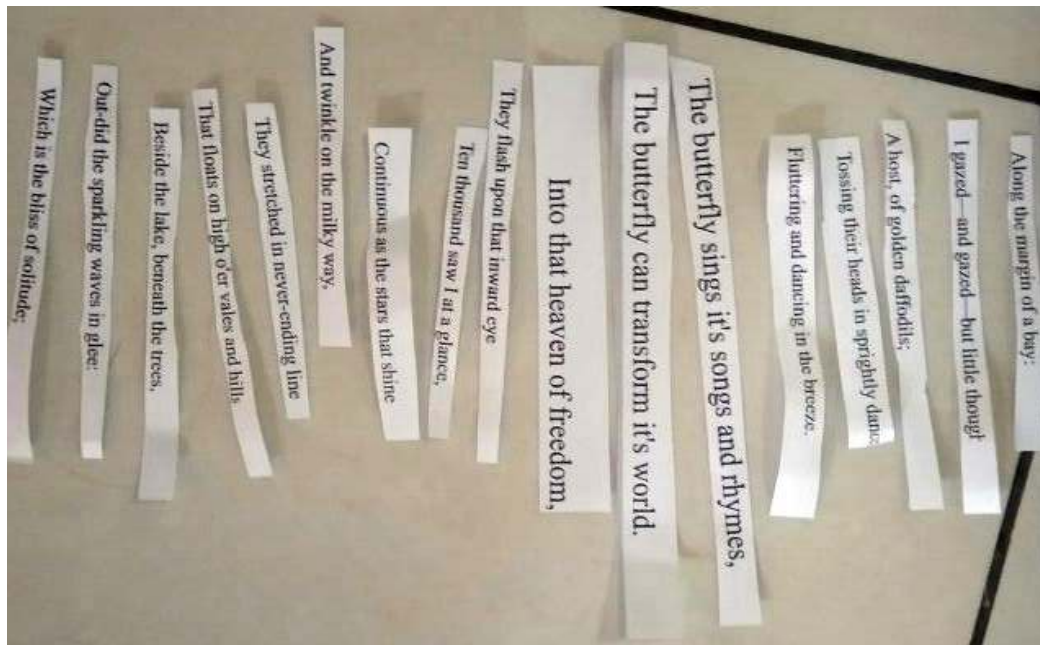 Along the margin of a bay:
I gazed—and gazed—but little though
A host, of golden daffodils;
Tossing their heads in sprightly danc
Fluttering and dancing in the breeze.
The butterfly sings it's songs and rhymes,
The butterfly can transform it's world.
Into that heaven of freedom,
They flash upon that inward eye
Ten thousand saw I at a glance,
Continuous as the stars that shine
And twinkle on the milky way,
They stretched in never-ending line
That floats on high o'er vales and hills
Beside the lake, beneath the trees,
Out-did the sparkling waves in glee:
Which is the bliss of solitude;